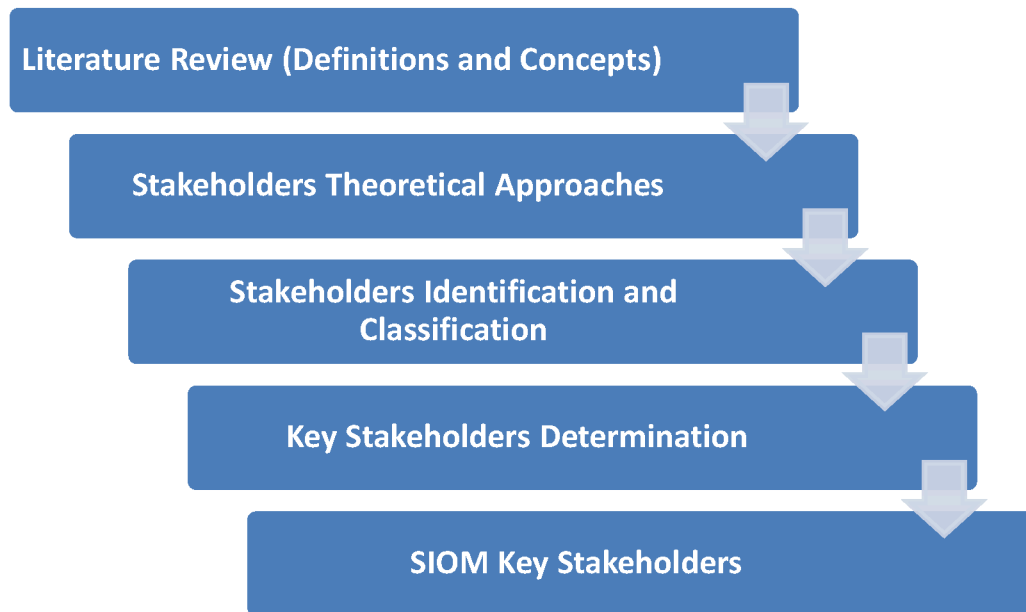 Literature Review (Definitions and Concepts)
Stakeholders Theoretical Approaches
Stakeholders Identification and
Classification
Key Stakeholders Determination
SIOM Key Stakeholders